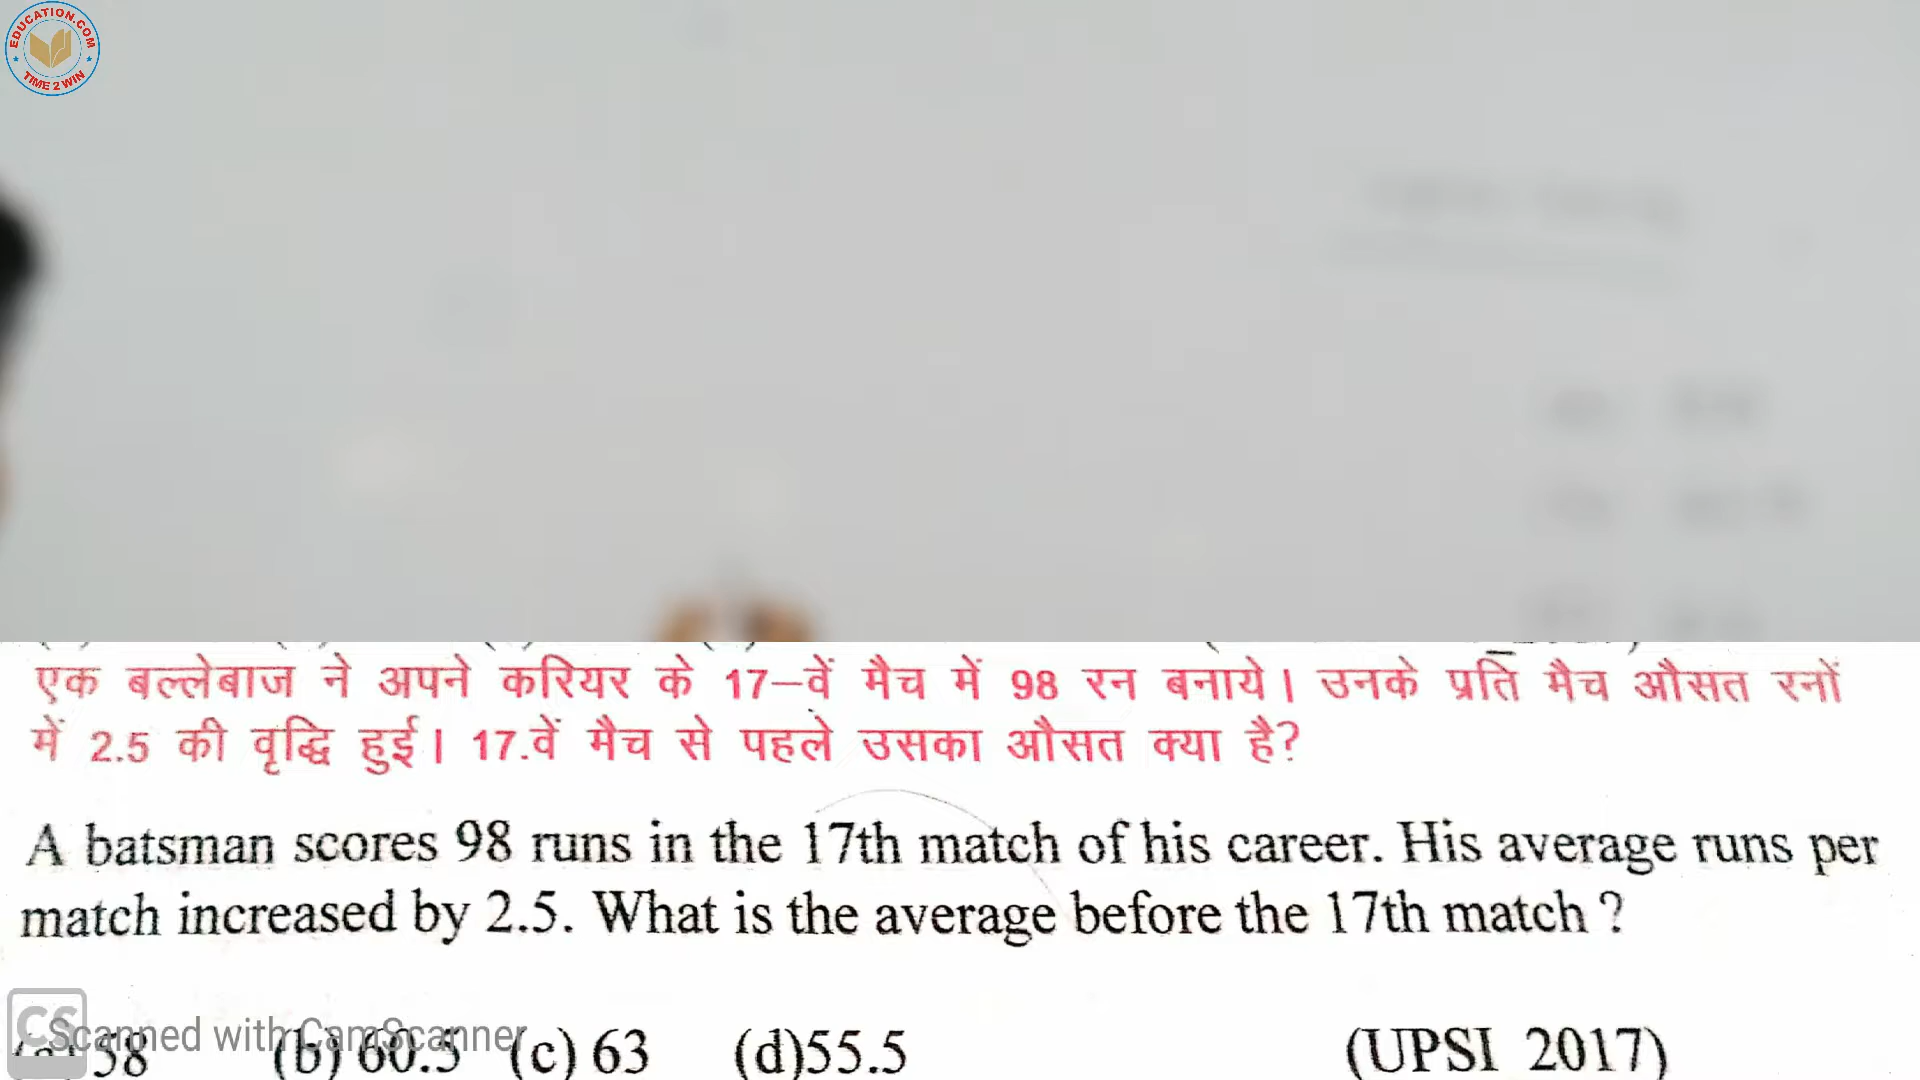 EDUCATION.COM
TIME 2 WIN
एक बल्लेबाज ने अपने करियर के 17–वें मैच में 98 रन बनाये। उनके प्रति मैच औसत रनों
में 2.5 की वृद्धि हुई। 17.वें मैच से पहले उसका औसत क्या है?
A batsman scores 98 runs in the 17th match of his career. His average runs per
match increased by 2.5. What is the average before the 17th match ?
(a) 58 (b) 60.5 (c) 63 (d)55.5 (UPSI 2017)
CS Scanned with CamScanner